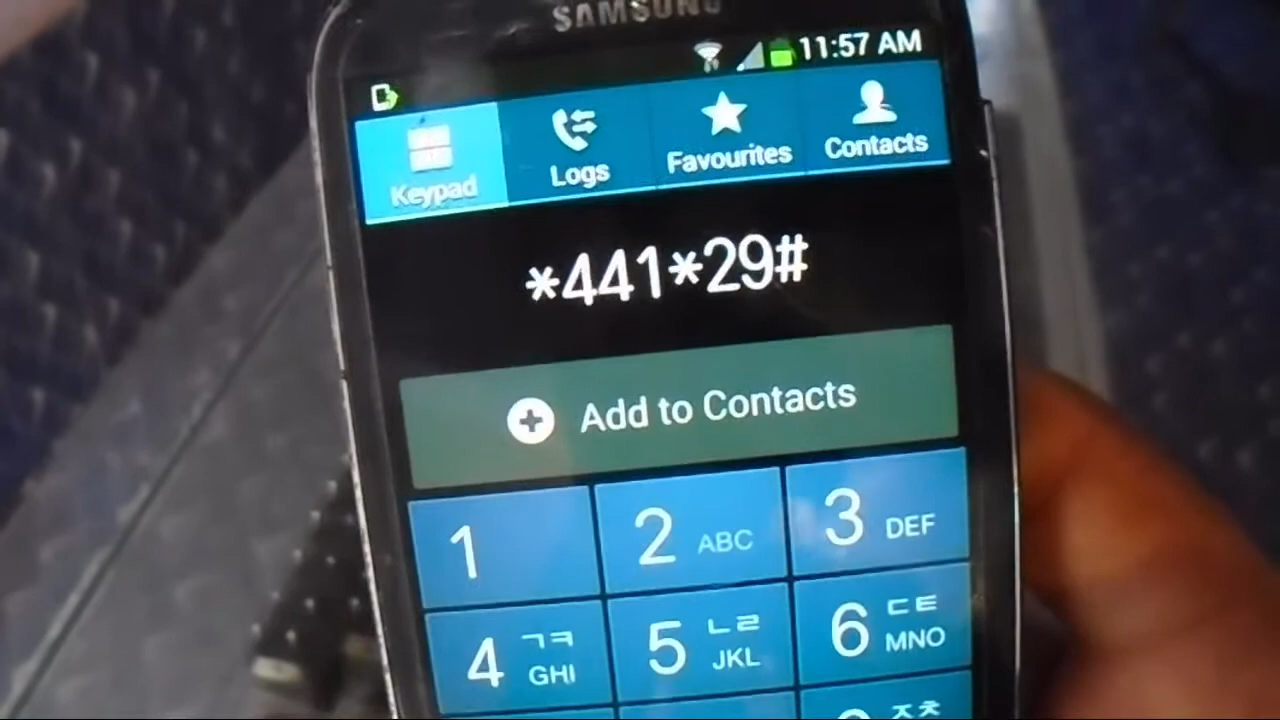 SAMSUNG
11:57 AM
Keypad
Logs
Favourites
Contacts
*441*29#
Add to Contacts
1
2 ABC
3 DEF
4 ㄱㅋ
GHI
5 ㄴㄹ
JKL
6 ㄷㅌ
MNO
ㅈㅊ